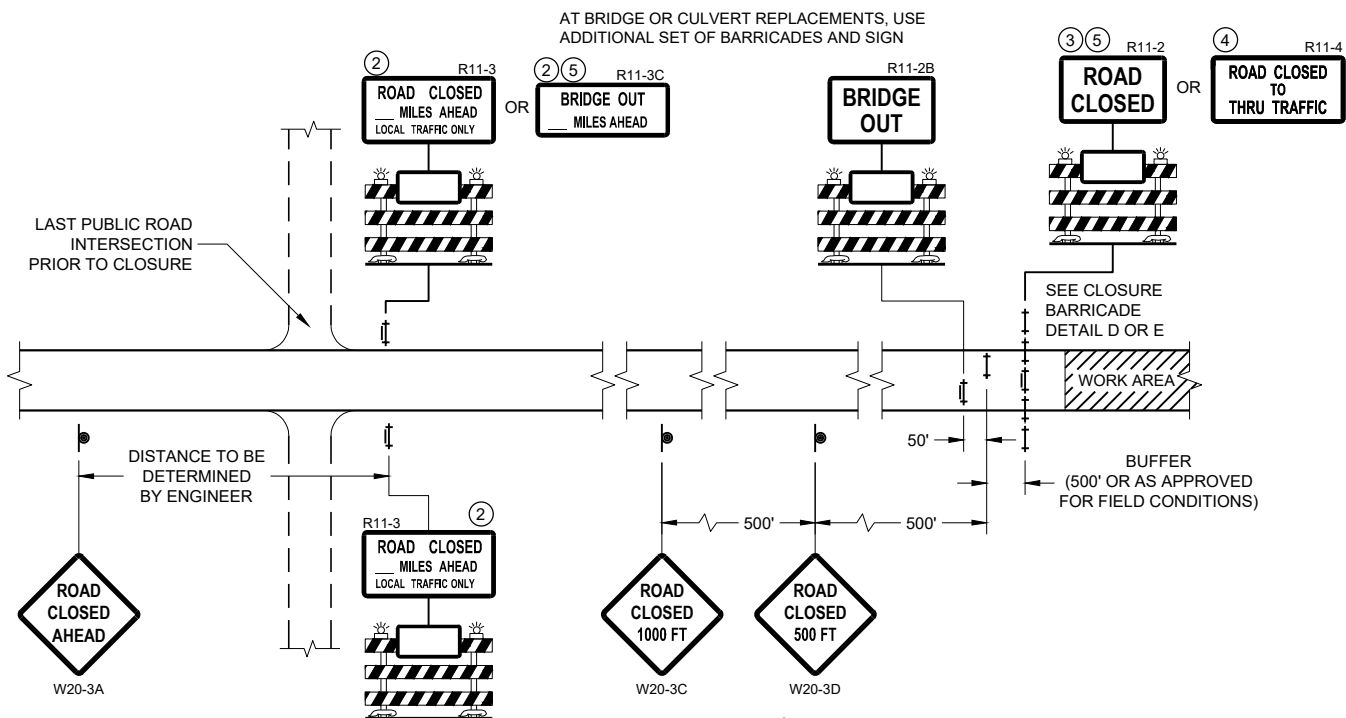 AT BRIDGE OR CULVERT REPLACEMENTS, USE
ADDITIONAL SET OF BARRICADES AND SIGN
2
R11-3
ROAD CLOSED
___ MILES AHEAD
LOCAL TRAFFIC ONLY
OR
2 5
R11-3C
BRIDGE OUT
___ MILES AHEAD
R11-2B
BRIDGE
OUT
3 5
R11-2
ROAD
CLOSED
OR
4
R11-4
ROAD CLOSED
TO
THRU TRAFFIC
LAST PUBLIC ROAD
INTERSECTION
PRIOR TO CLOSURE
SEE CLOSURE
BARRICADE
DETAIL D OR E
WORK AREA
DISTANCE TO BE
DETERMINED
BY ENGINEER
50'
BUFFER
(500' OR AS APPROVED
FOR FIELD CONDITIONS)
500'
500'
R11-3
2
ROAD CLOSED
___ MILES AHEAD
LOCAL TRAFFIC ONLY
ROAD
CLOSED
AHEAD
W20-3A
ROAD
CLOSED
1000 FT
W20-3C
ROAD
CLOSED
500 FT
W20-3D